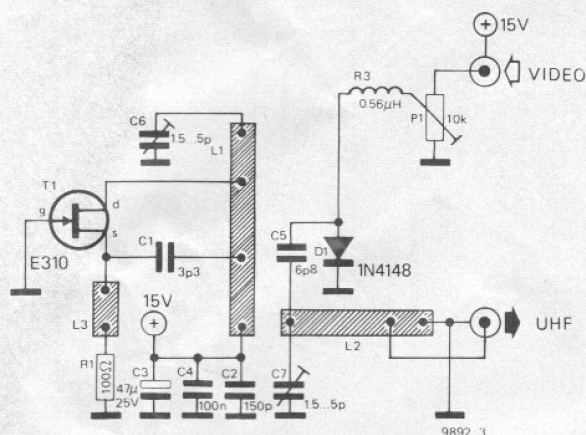 15V
VIDEO
R3
0.56µH
P1
10k
C6
1.5...5p
L1
T1
d
g
s
E310
C1
3p3
C5
6p8
D1
1N4148
15V
L3
L2
UHF
R1
100Ω
C3
47µ
25V
C4
100n
C2
150p
C7
1.5...5p
9892 3